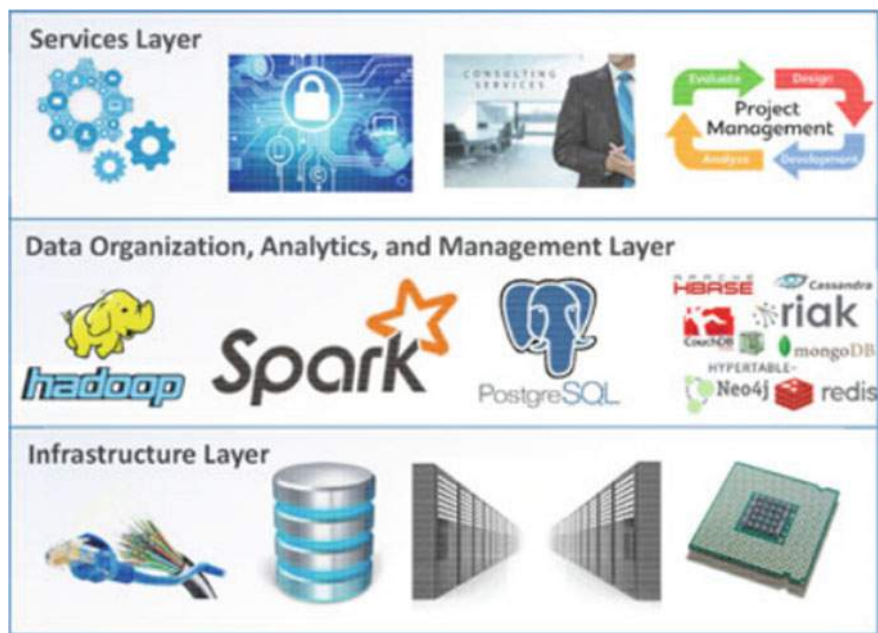 Services Layer
CONSULTING
SERVICES
Evaluate
Design
Project
Management
Analyze
Development
Data Organization, Analytics, and Management Layer
hadoop
Spark
PostgreSQL
APACHE
HBASE
Cassandra
riak
CouchDB
mongoDB
HYPERTABLE
Neo4j
redis
Infrastructure Layer